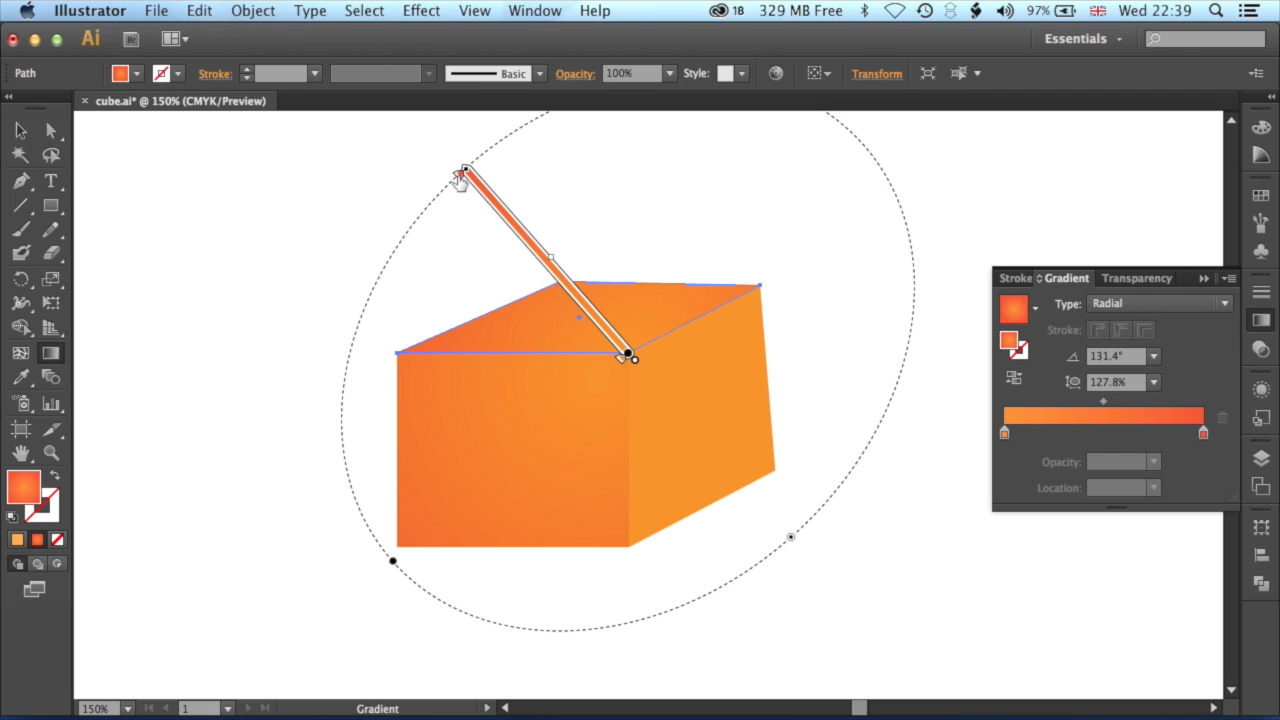 Illustrator File Edit Object Type Select Effect View Window Help 18 329 MB Free 97% Wed 22:39
Ai Br Essentials
Path Stroke: Basic Opacity: 100% Style: Transform
× cube.ai* @ 150% (CMYK/Preview)
T
Stroke Gradient Transparency
Type: Radial
Stroke:
131.4°
127.8%
Opacity:
Location:
150% 1 Gradient